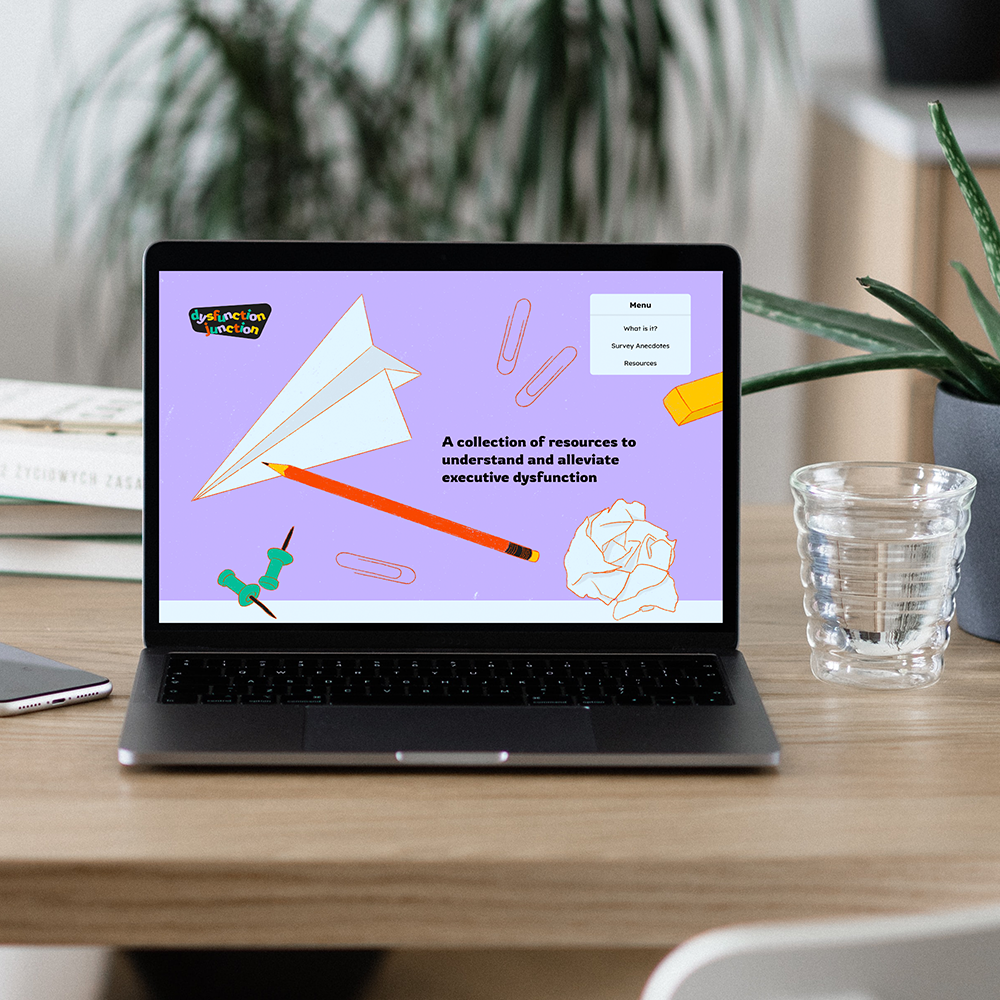 dysfunction
junction
Menu
What is it?
Survey Anecdotes
Resources
A collection of resources to
understand and alleviate
executive dysfunction
ŻYCIOWYCH ZASA